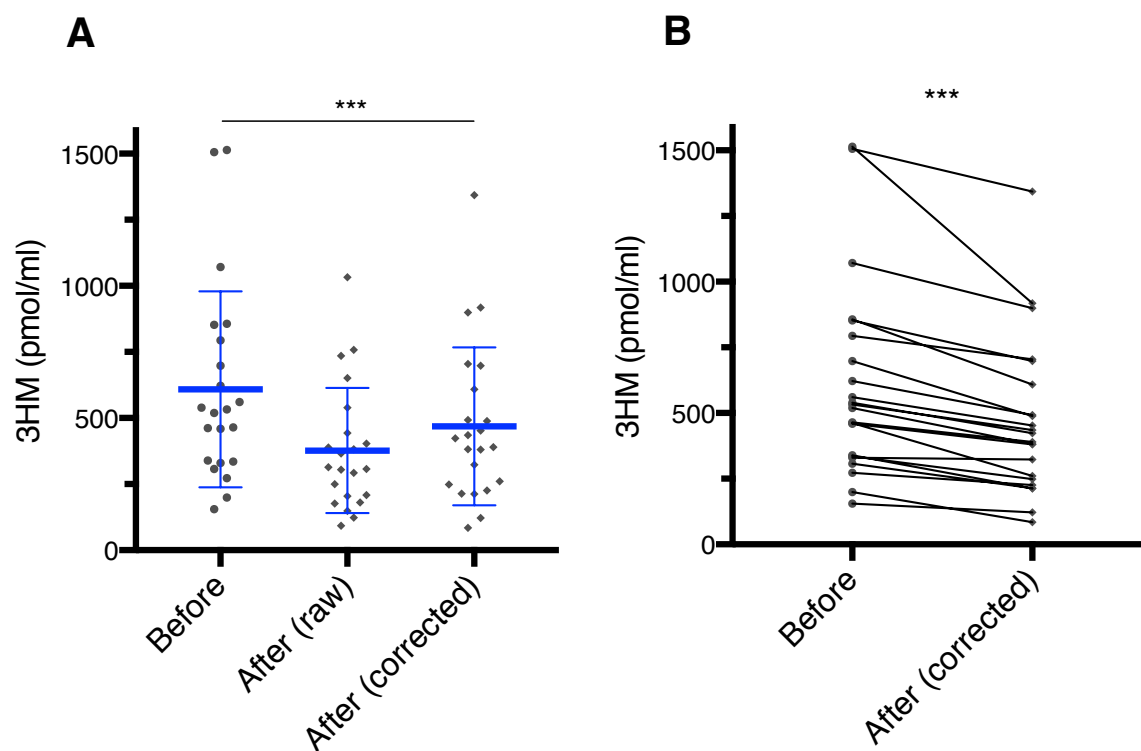 A
***
1500
1000
500
0
3HM (pmol/ml)
Before
After (raw)
After (corrected)
B
***
1500
1000
500
0
3HM (pmol/ml)
Before
After (corrected)